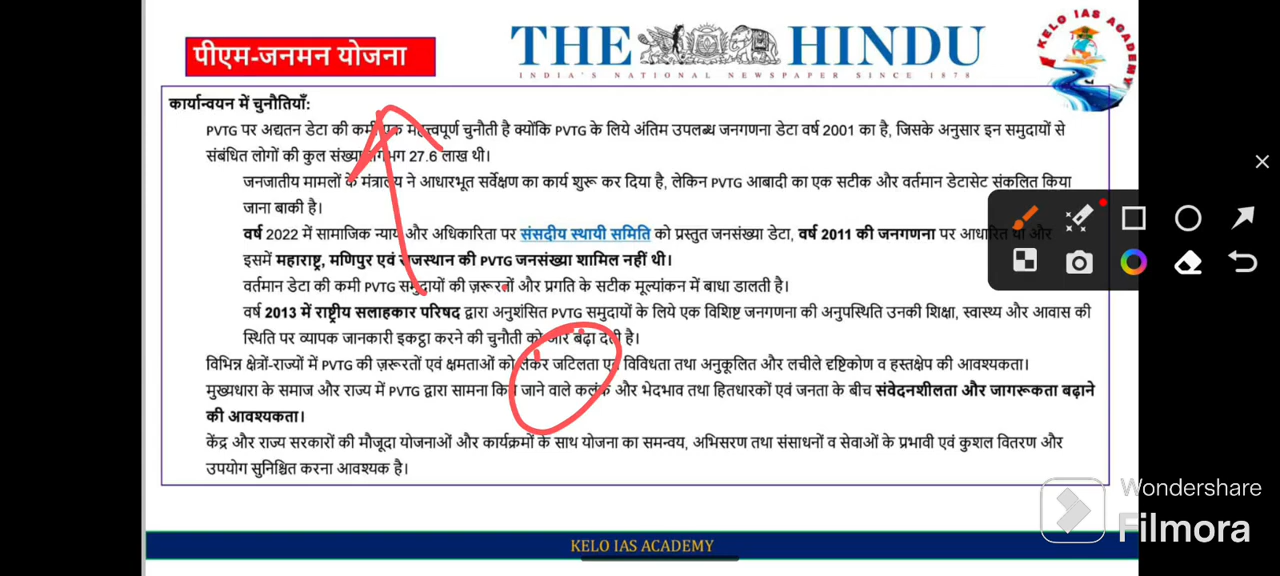 पीएम-जनमन योजना
THE HINDU
INDIA'S NATIONAL NEWSPAPER SINCE 1878
KELO IAS ACADEMY
कार्यान्वयन में चुनौतियाँ:
PVTG पर अद्यतन डेटा की कमी एक महत्त्वपूर्ण चुनौती है क्योंकि PVTG के लिये अंतिम उपलब्ध जनगणना डेटा वर्ष 2001 का है, जिसके अनुसार इन समुदायों से
संबंधित लोगों की कुल संख्या लगभग 27.6 लाख थी।
जनजातीय मामलों के मंत्रालय ने आधारभूत सर्वेक्षण का कार्य शुरू कर दिया है, लेकिन PVTG आबादी का एक सटीक और वर्तमान डेटासेट संकलित किया
जाना बाकी है।
वर्ष 2022 में सामाजिक न्याय और अधिकारिता पर संसदीय स्थायी समिति को प्रस्तुत जनसंख्या डेटा, वर्ष 2011 की जनगणना पर आधारित था और
इसमें महाराष्ट्र, मणिपुर एवं राजस्थान की PVTG जनसंख्या शामिल नहीं थी।
वर्तमान डेटा की कमी PVTG समुदायों की ज़रूरतों और प्रगति के सटीक मूल्यांकन में बाधा डालती है।
वर्ष 2013 में राष्ट्रीय सलाहकार परिषद द्वारा अनुशंसित PVTG समुदायों के लिये एक विशिष्ट जनगणना की अनुपस्थिति उनकी शिक्षा, स्वास्थ्य और आवास की
स्थिति पर व्यापक जानकारी इकट्ठा करने की चुनौती को और बढ़ा देती है।
विभिन्न क्षेत्रों-राज्यों में PVTG की ज़रूरतों एवं क्षमताओं को लेकर जटिलता एवं विविधता तथा अनुकूलित और लचीले दृष्टिकोण व हस्तक्षेप की आवश्यकता।
मुख्यधारा के समाज और राज्य में PVTG द्वारा सामना किये जाने वाले कलंक और भेदभाव तथा हितधारकों एवं जनता के बीच संवेदनशीलता और जागरूकता बढ़ाने
की आवश्यकता।
केंद्र और राज्य सरकारों की मौजूदा योजनाओं और कार्यक्रमों के साथ योजना का समन्वय, अभिसरण तथा संसाधनों व सेवाओं के प्रभावी एवं कुशल वितरण और
उपयोग सुनिश्चित करना आवश्यक है।
Wondershare
Filmora
KELO IAS ACADEMY